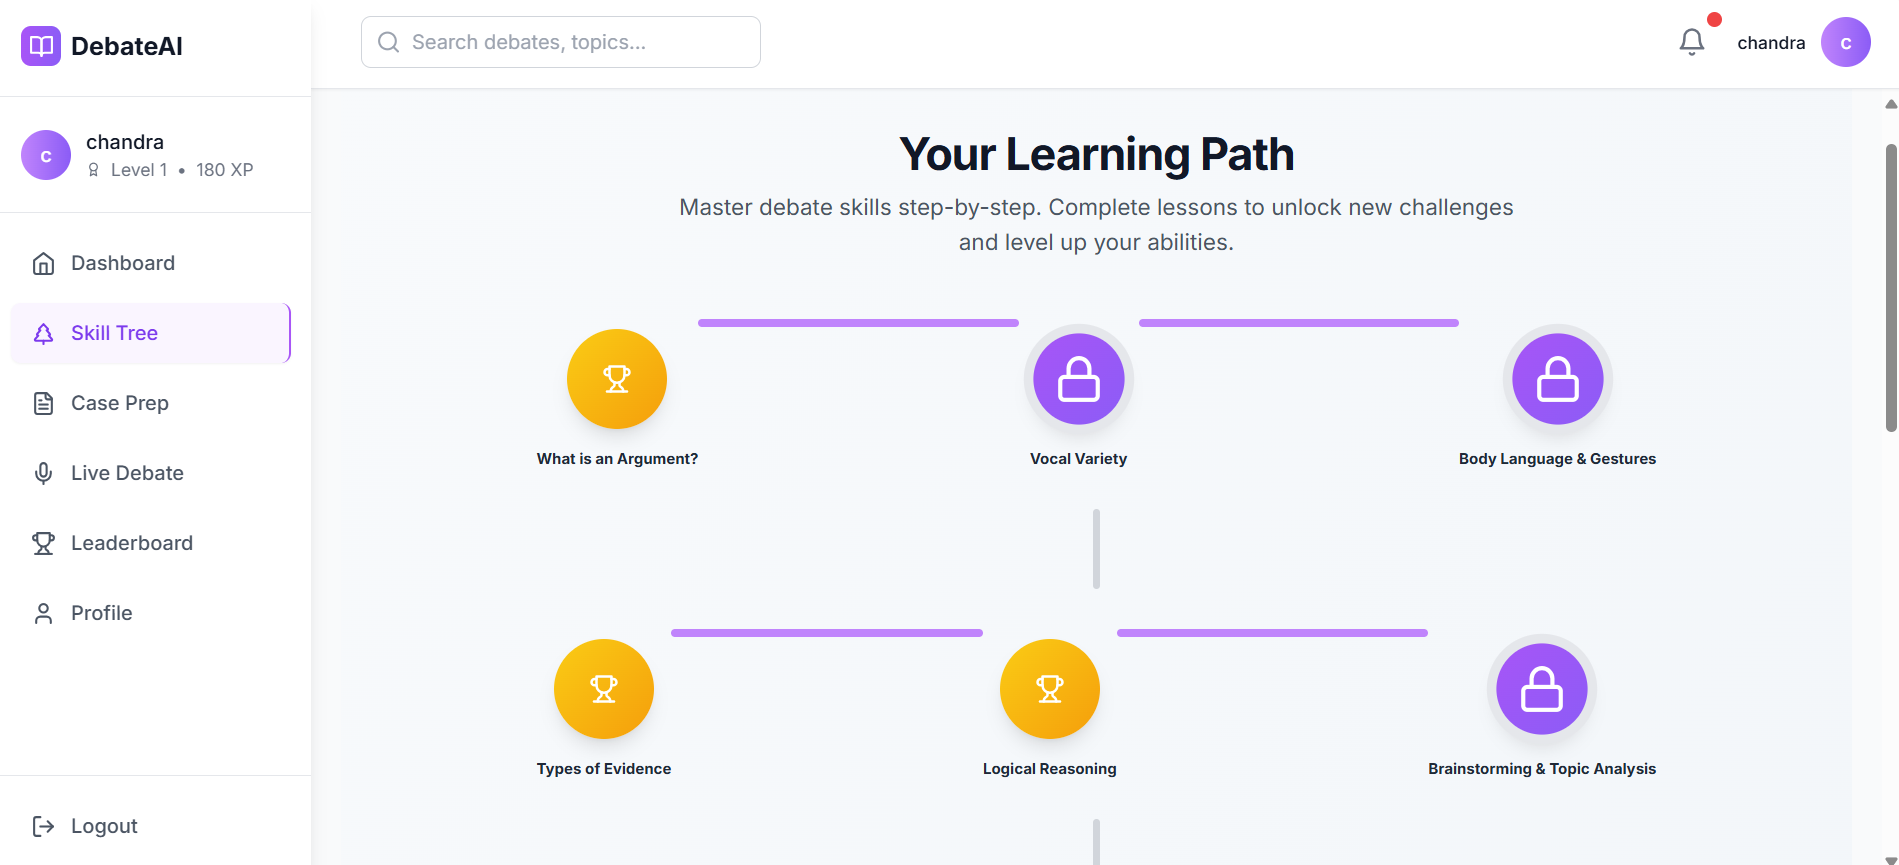 DebateAI
Search debates, topics...
chandra
c
c
chandra
Level 1 • 180 XP
Dashboard
Skill Tree
Case Prep
Live Debate
Leaderboard
Profile
Logout
Your Learning Path
Master debate skills step-by-step. Complete lessons to unlock new challenges
and level up your abilities.
What is an Argument?
Vocal Variety
Body Language & Gestures
Types of Evidence
Logical Reasoning
Brainstorming & Topic Analysis